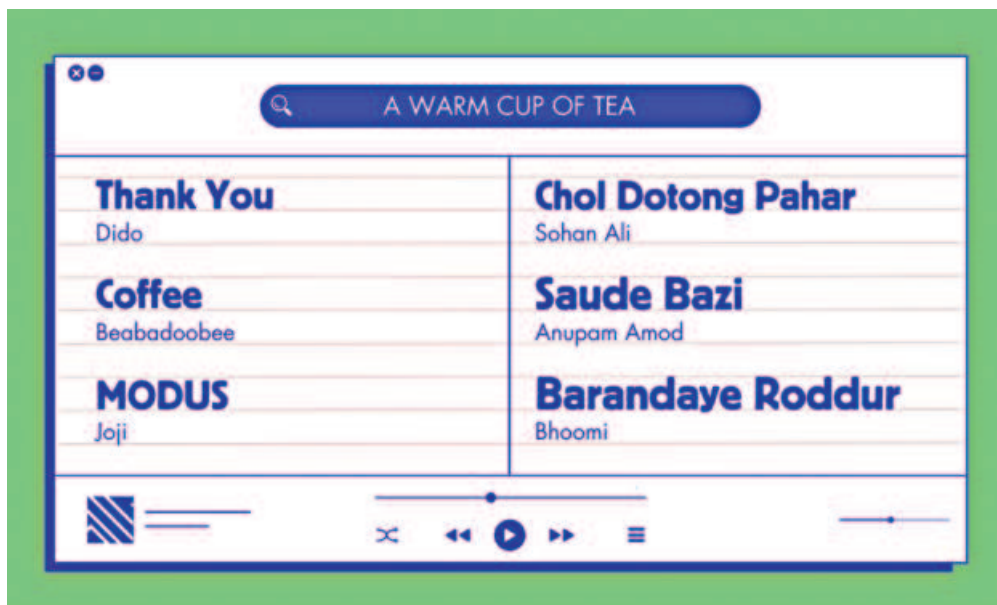 A WARM CUP OF TEA
Thank You
Dido
Coffee
Beabadoobee
MODUS
Joji
Chol Dotong Pahar
Sohan Ali
Saude Bazi
Anupam Amod
Barandaye Roddur
Bhoomi